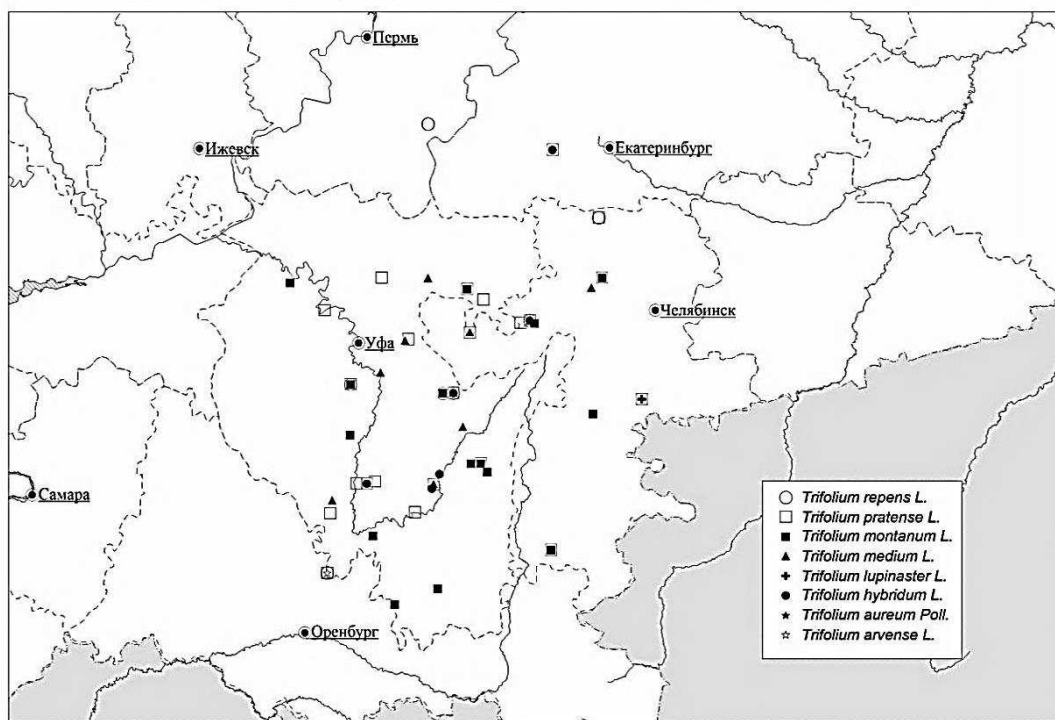 Пермь
Ижевск
Екатеринбург
Челябинск
Уфа
Самара
Оренбург
Trifolium repens L.
Trifolium pratense L.
Trifolium montanum L.
Trifolium medium L.
Trifolium lupinaster L.
Trifolium hybridum L.
Trifolium aureum Poll.
Trifolium arvense L.